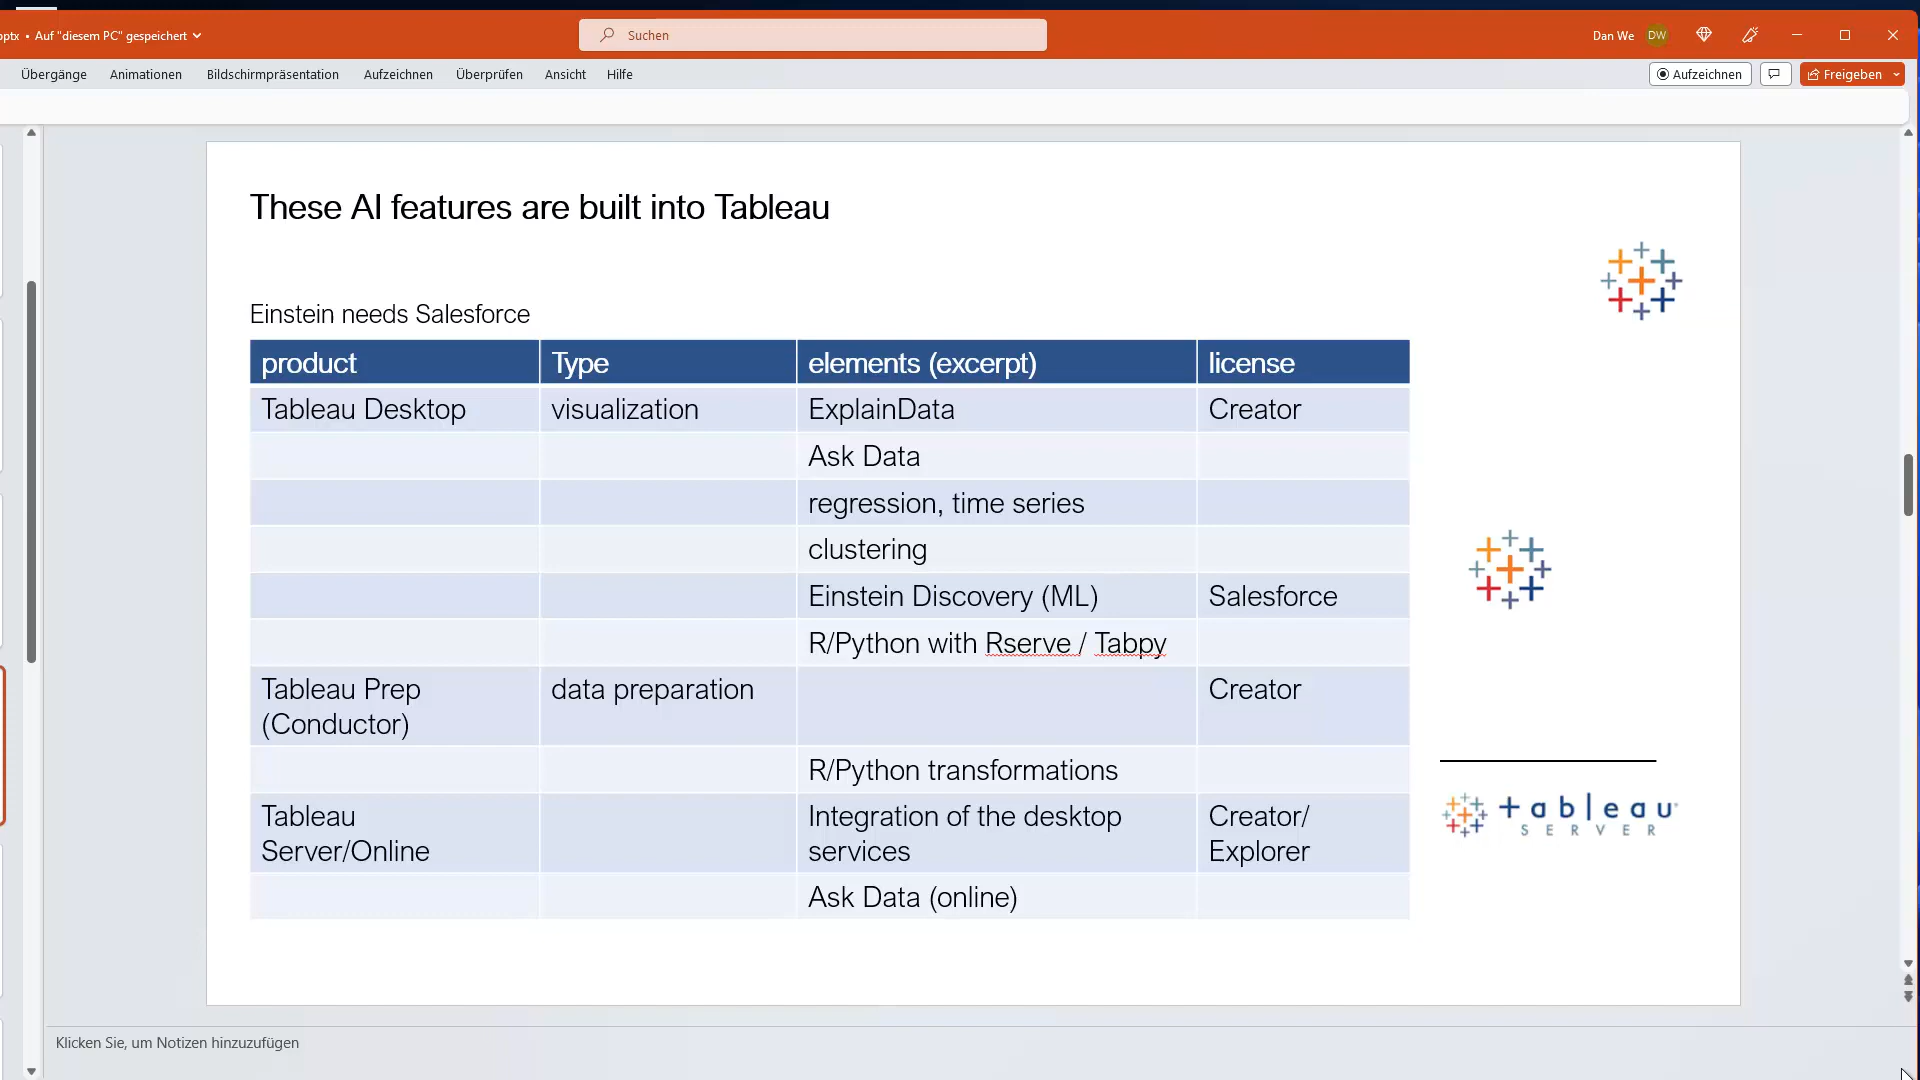 pptx • Auf "diesem PC" gespeichert
Suchen
Dan We DW
Übergänge Animationen Bildschirmpräsentation Aufzeichnen Überprüfen Ansicht Hilfe
Aufzeichnen Freigeben
These AI features are built into Tableau
Einstein needs Salesforce
product Type elements (excerpt) license
Tableau Desktop visualization ExplainData Creator
Ask Data
regression, time series
clustering
Einstein Discovery (ML) Salesforce
R/Python with Rserve / Tabpy
Tableau Prep data preparation Creator
(Conductor)
R/Python transformations
Tableau Integration of the desktop Creator/
Server/Online services Explorer
Ask Data (online)
tableau
SERVER
Klicken Sie, um Notizen hinzuzufügen